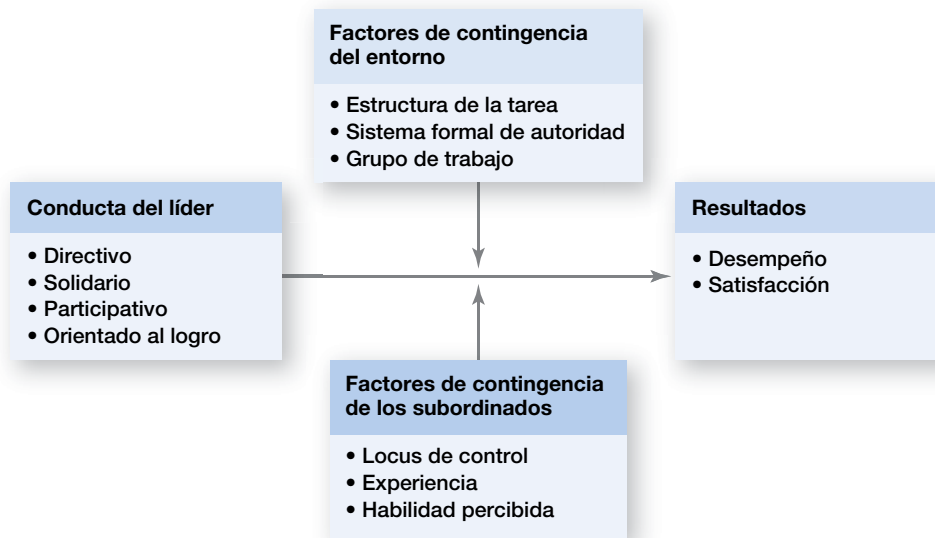 Factores de contingencia
del entorno
• Estructura de la tarea
• Sistema formal de autoridad
• Grupo de trabajo
Conducta del líder
• Directivo
• Solidario
• Participativo
• Orientado al logro
Resultados
• Desempeño
• Satisfacción
Factores de contingencia
de los subordinados
• Locus de control
• Experiencia
• Habilidad percibida